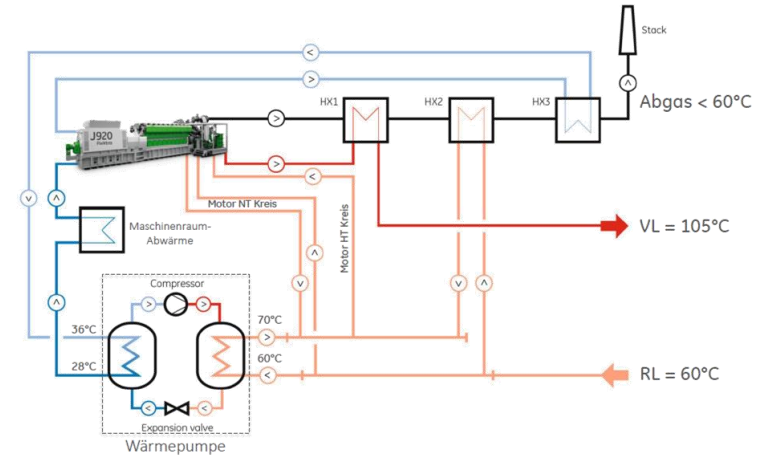 Stack
HX1
HX2
HX3
Abgas < 60°C
J920
Motor NT Kreis
Motor HT Kreis
Maschinenraum-
Abwärme
VL = 105°C
Compressor
36°C
70°C
28°C
60°C
RL = 60°C
Expansion valve
Wärmepumpe